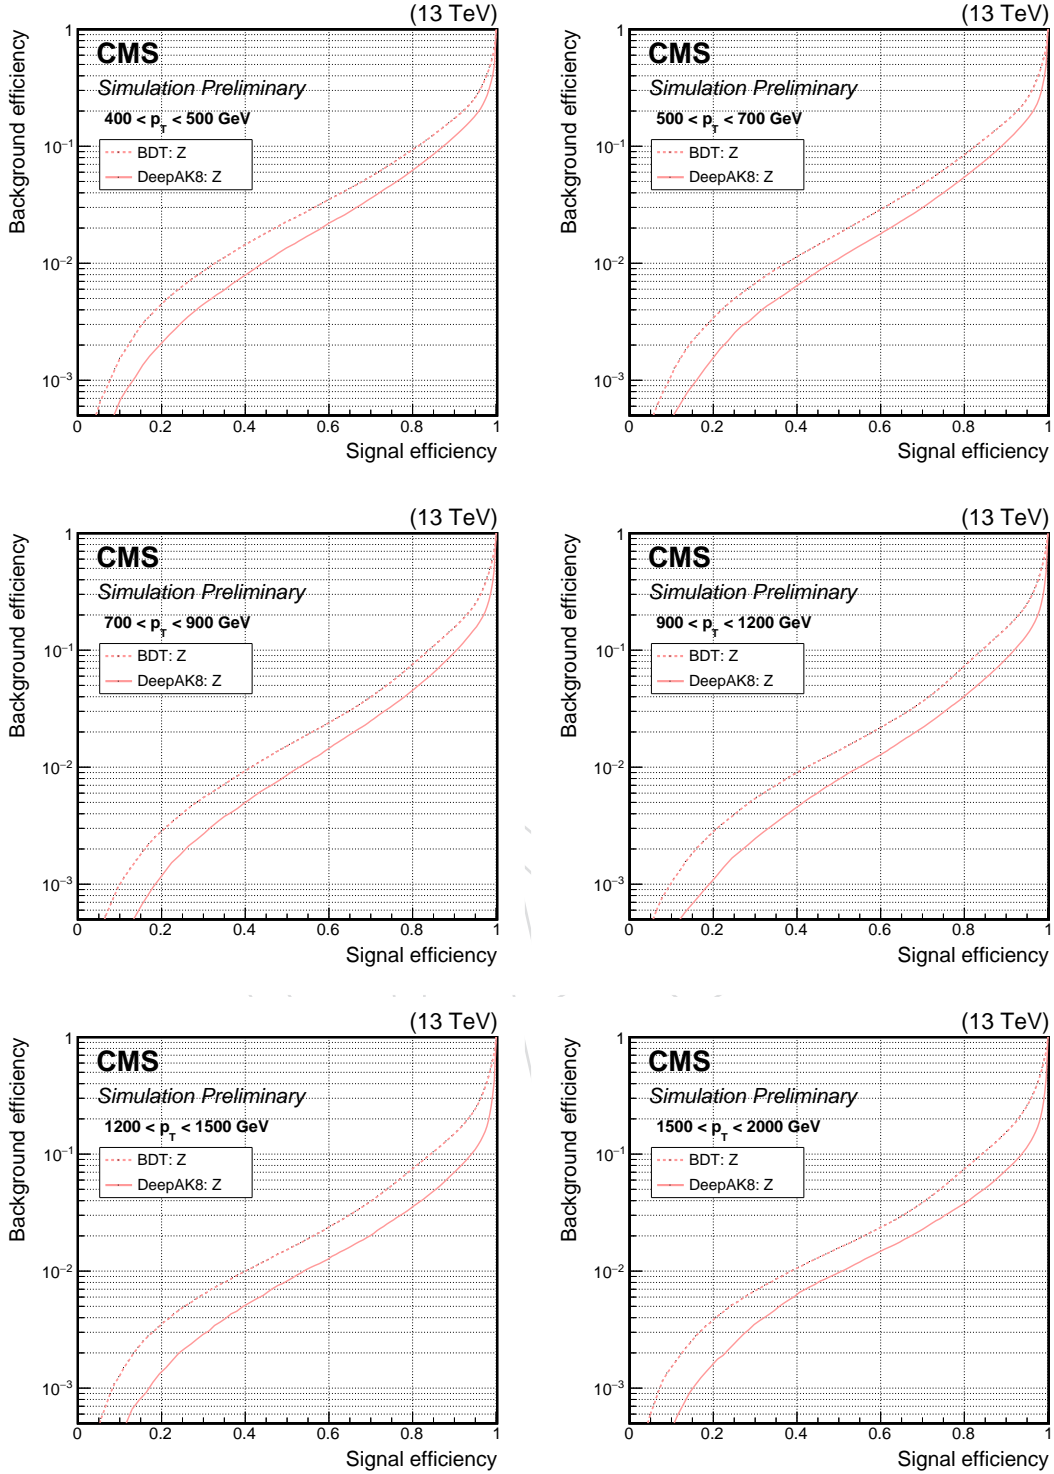 (13 TeV)
Background efficiency
1
CMS
Simulation Preliminary
400 < p_T < 500 GeV
BDT: Z
DeepAK8: Z
10⁻¹
10⁻²
10⁻³
0 0.2 0.4 0.6 0.8 1
Signal efficiency
(13 TeV)
Background efficiency
1
CMS
Simulation Preliminary
500 < p_T < 700 GeV
BDT: Z
DeepAK8: Z
10⁻¹
10⁻²
10⁻³
0 0.2 0.4 0.6 0.8 1
Signal efficiency
(13 TeV)
Background efficiency
1
CMS
Simulation Preliminary
700 < p_T < 900 GeV
BDT: Z
DeepAK8: Z
10⁻¹
10⁻²
10⁻³
0 0.2 0.4 0.6 0.8 1
Signal efficiency
(13 TeV)
Background efficiency
1
CMS
Simulation Preliminary
900 < p_T < 1200 GeV
BDT: Z
DeepAK8: Z
10⁻¹
10⁻²
10⁻³
0 0.2 0.4 0.6 0.8 1
Signal efficiency
(13 TeV)
Background efficiency
1
CMS
Simulation Preliminary
1200 < p_T < 1500 GeV
BDT: Z
DeepAK8: Z
10⁻¹
10⁻²
10⁻³
0 0.2 0.4 0.6 0.8 1
Signal efficiency
(13 TeV)
Background efficiency
1
CMS
Simulation Preliminary
1500 < p_T < 2000 GeV
BDT: Z
DeepAK8: Z
10⁻¹
10⁻²
10⁻³
0 0.2 0.4 0.6 0.8 1
Signal efficiency